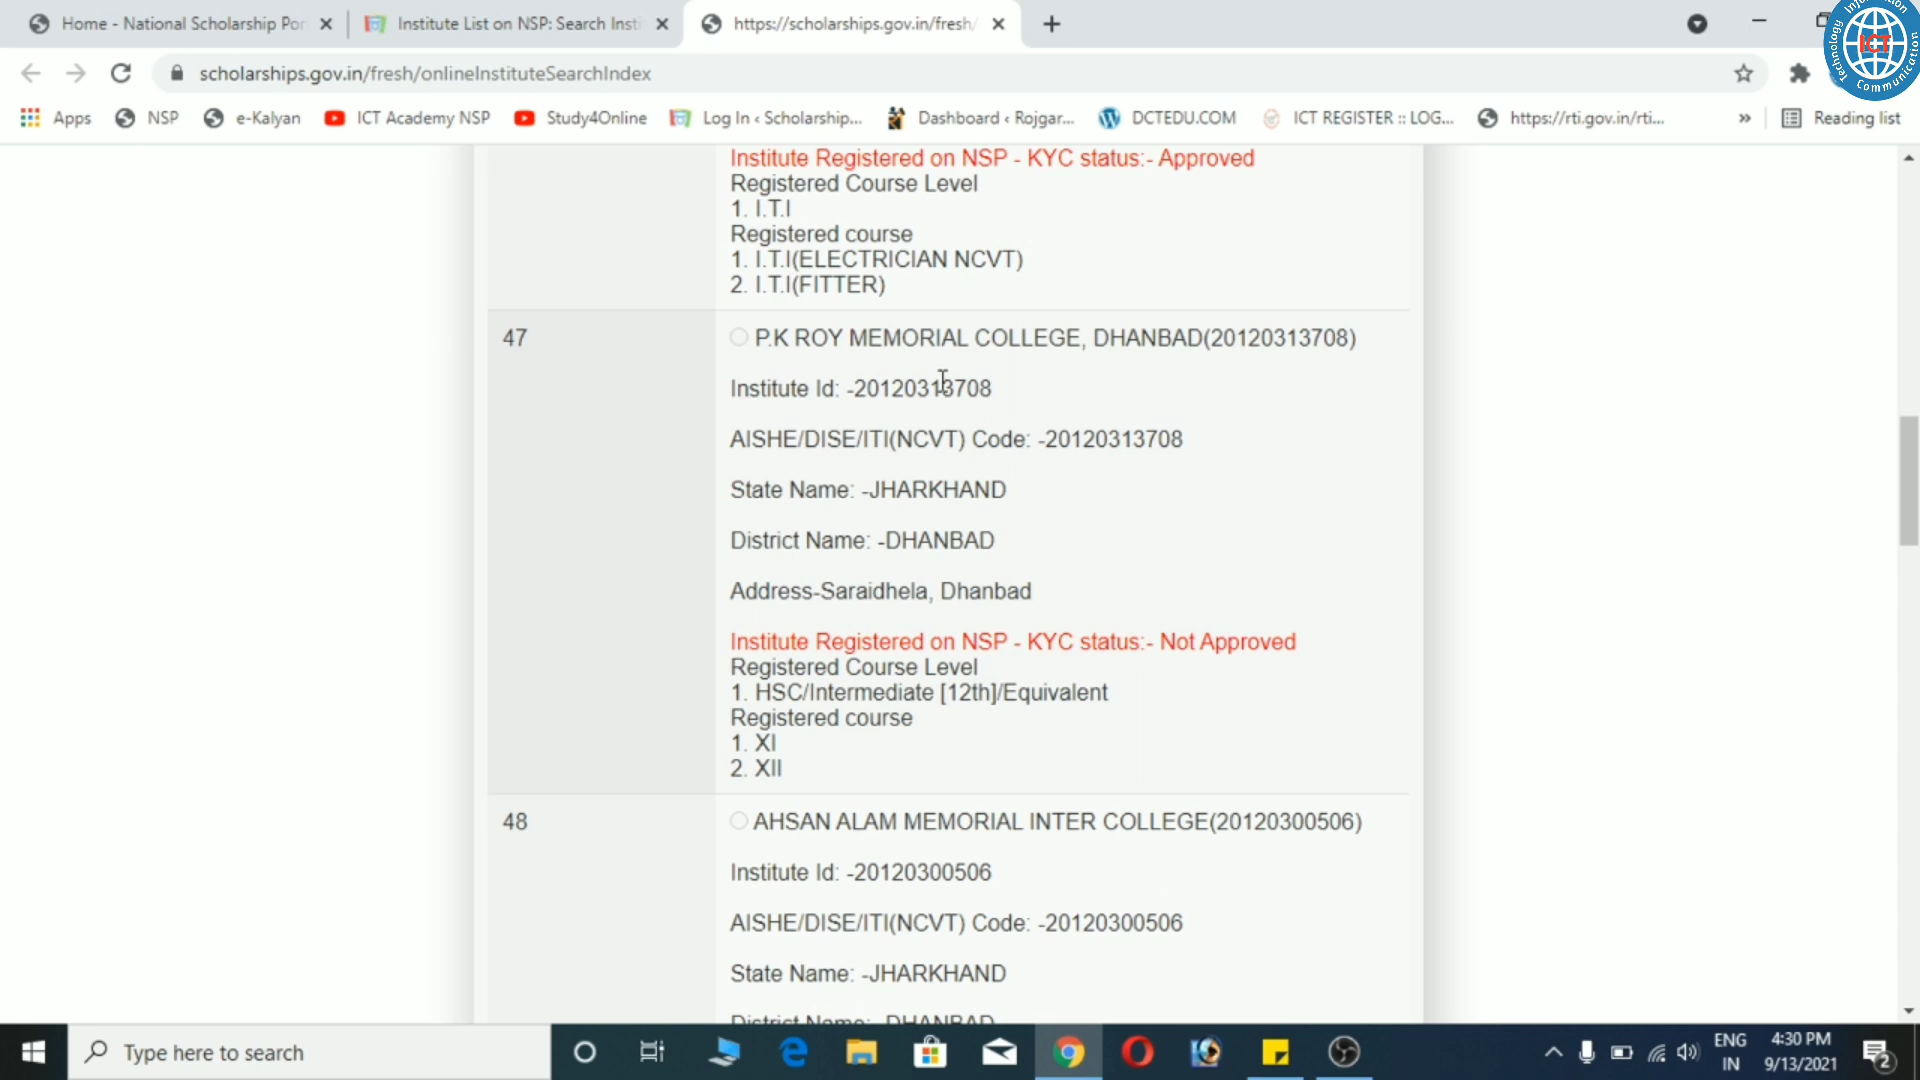 Home - National Scholarship Por
Institute List on NSP: Search Insti
https://scholarships.gov.in/fresh/
scholarships.gov.in/fresh/onlineInstituteSearchIndex
Apps
NSP
e-Kalyan
ICT Academy NSP
Study4Online
Log In ‹ Scholarship...
Dashboard ‹ Rojgar...
DCTEDU.COM
ICT REGISTER :: LOG...
https://rti.gov.in/rti...
»
Reading list
ICT
Technology
Communication
Institute Registered on NSP - KYC status:- Approved
Registered Course Level
1. I.T.I
Registered course
1. I.T.I(ELECTRICIAN NCVT)
2. I.T.I(FITTER)
47
P.K ROY MEMORIAL COLLEGE, DHANBAD(20120313708)
Institute Id: -20120313708
AISHE/DISE/ITI(NCVT) Code: -20120313708
State Name: -JHARKHAND
District Name: -DHANBAD
Address-Saraidhela, Dhanbad
Institute Registered on NSP - KYC status:- Not Approved
Registered Course Level
1. HSC/Intermediate [12th]/Equivalent
Registered course
1. XI
2. XII
48
AHSAN ALAM MEMORIAL INTER COLLEGE(20120300506)
Institute Id: -20120300506
AISHE/DISE/ITI(NCVT) Code: -20120300506
State Name: -JHARKHAND
District Name: -DHANBAD
Type here to search
ENG
IN
4:30 PM
9/13/2021
2